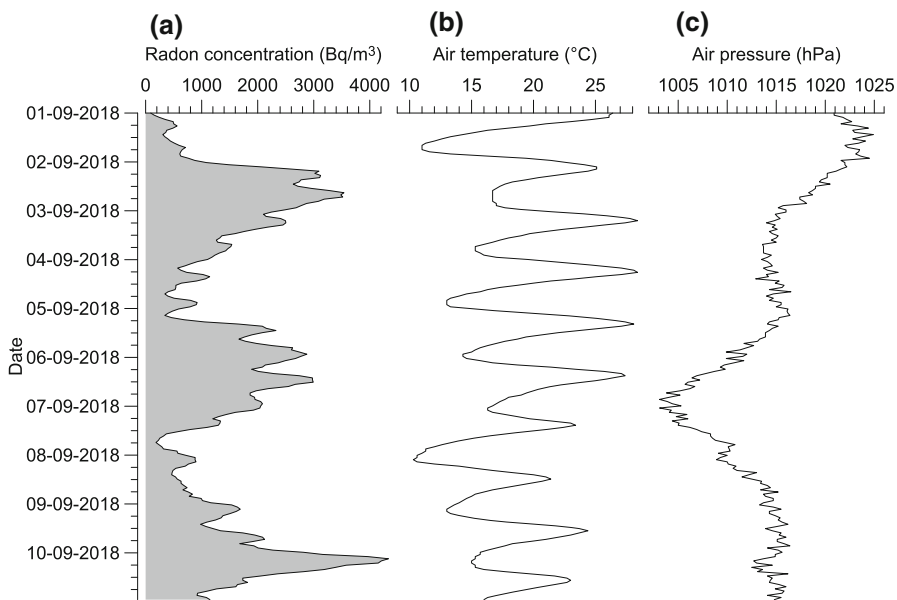 (a) (b) (c)
Radon concentration (Bq/m³) Air temperature (°C) Air pressure (hPa)
0 1000 2000 3000 4000 10 15 20 25 1005 1010 1015 1020 1025
01-09-2018
02-09-2018
03-09-2018
04-09-2018
05-09-2018
06-09-2018
07-09-2018
08-09-2018
09-09-2018
10-09-2018
Date